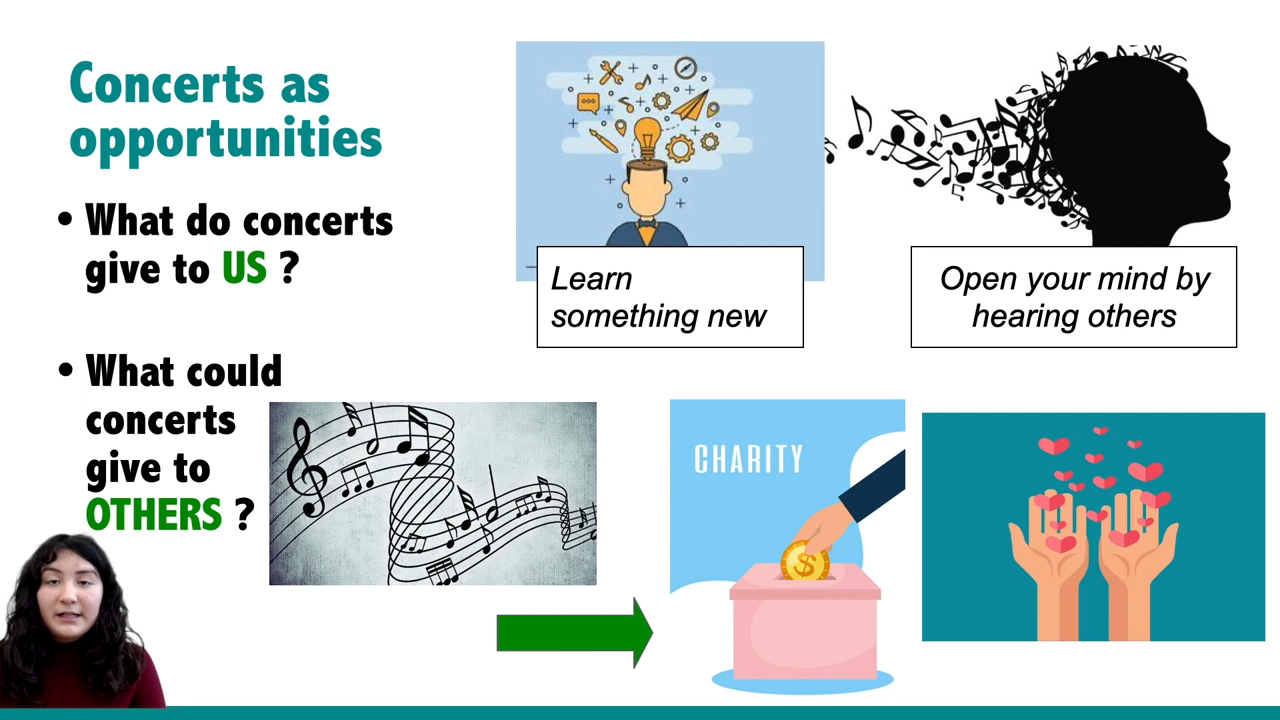 Concerts as
opportunities
• What do concerts
give to US ?
• What could
concerts
give to
OTHERS ?
Learn
something new
Open your mind by
hearing others
CHARITY
$